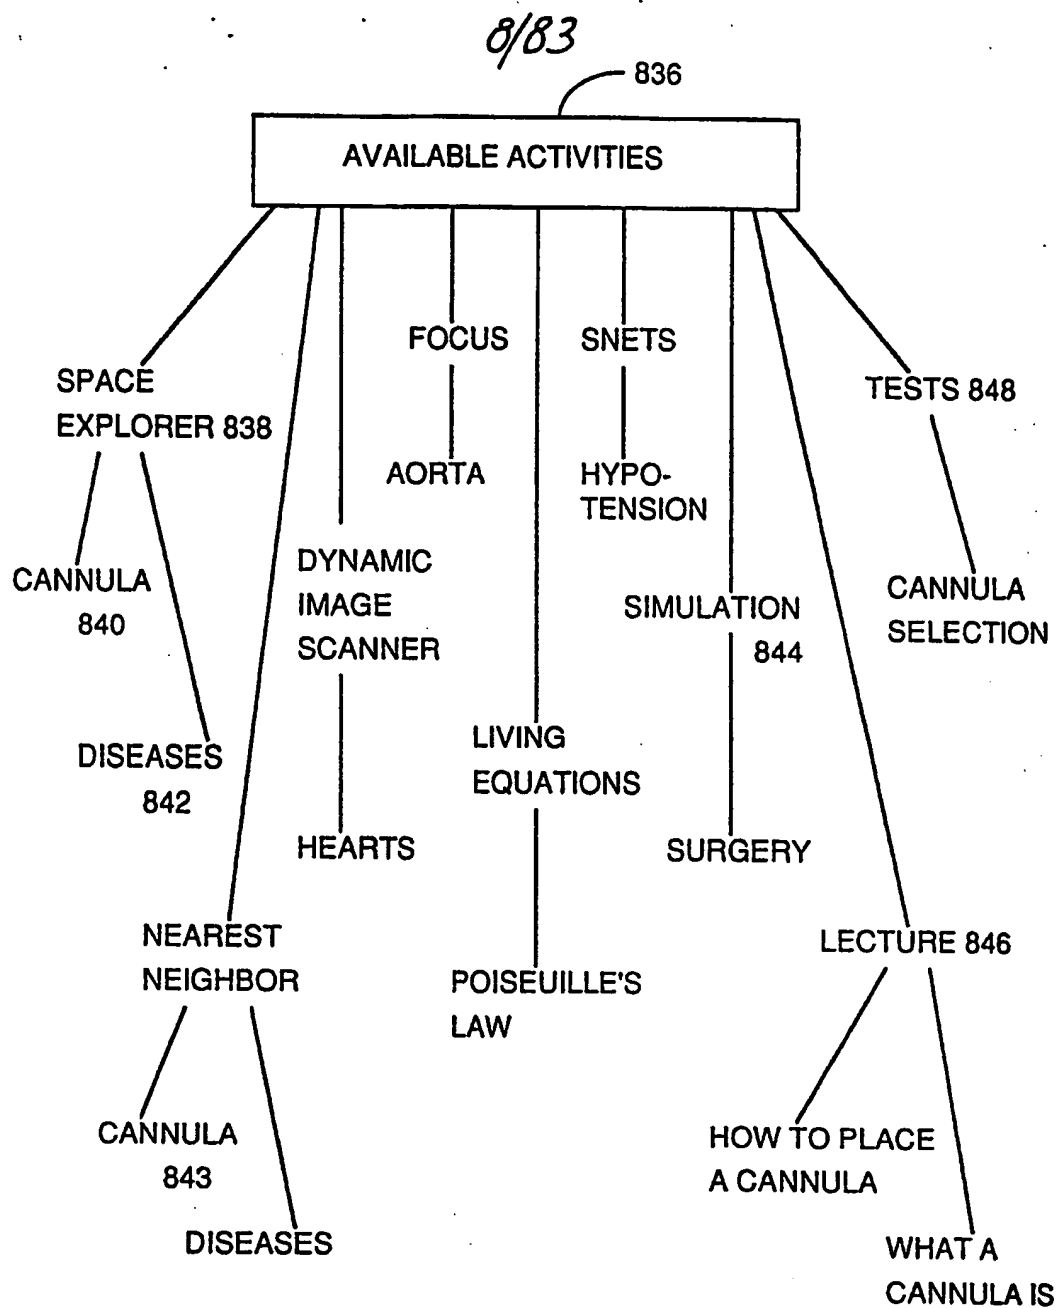 8/83
836
AVAILABLE ACTIVITIES
FOCUS
SNETS
SPACE
EXPLORER 838
TESTS 848
AORTA
HYPO-
TENSION
CANNULA
840
DYNAMIC
IMAGE
SCANNER
SIMULATION
844
CANNULA
SELECTION
DISEASES
842
LIVING
EQUATIONS
HEARTS
SURGERY
NEAREST
NEIGHBOR
LECTURE 846
POISEUILLE'S
LAW
CANNULA
843
HOW TO PLACE
A CANNULA
DISEASES
WHAT A
CANNULA IS